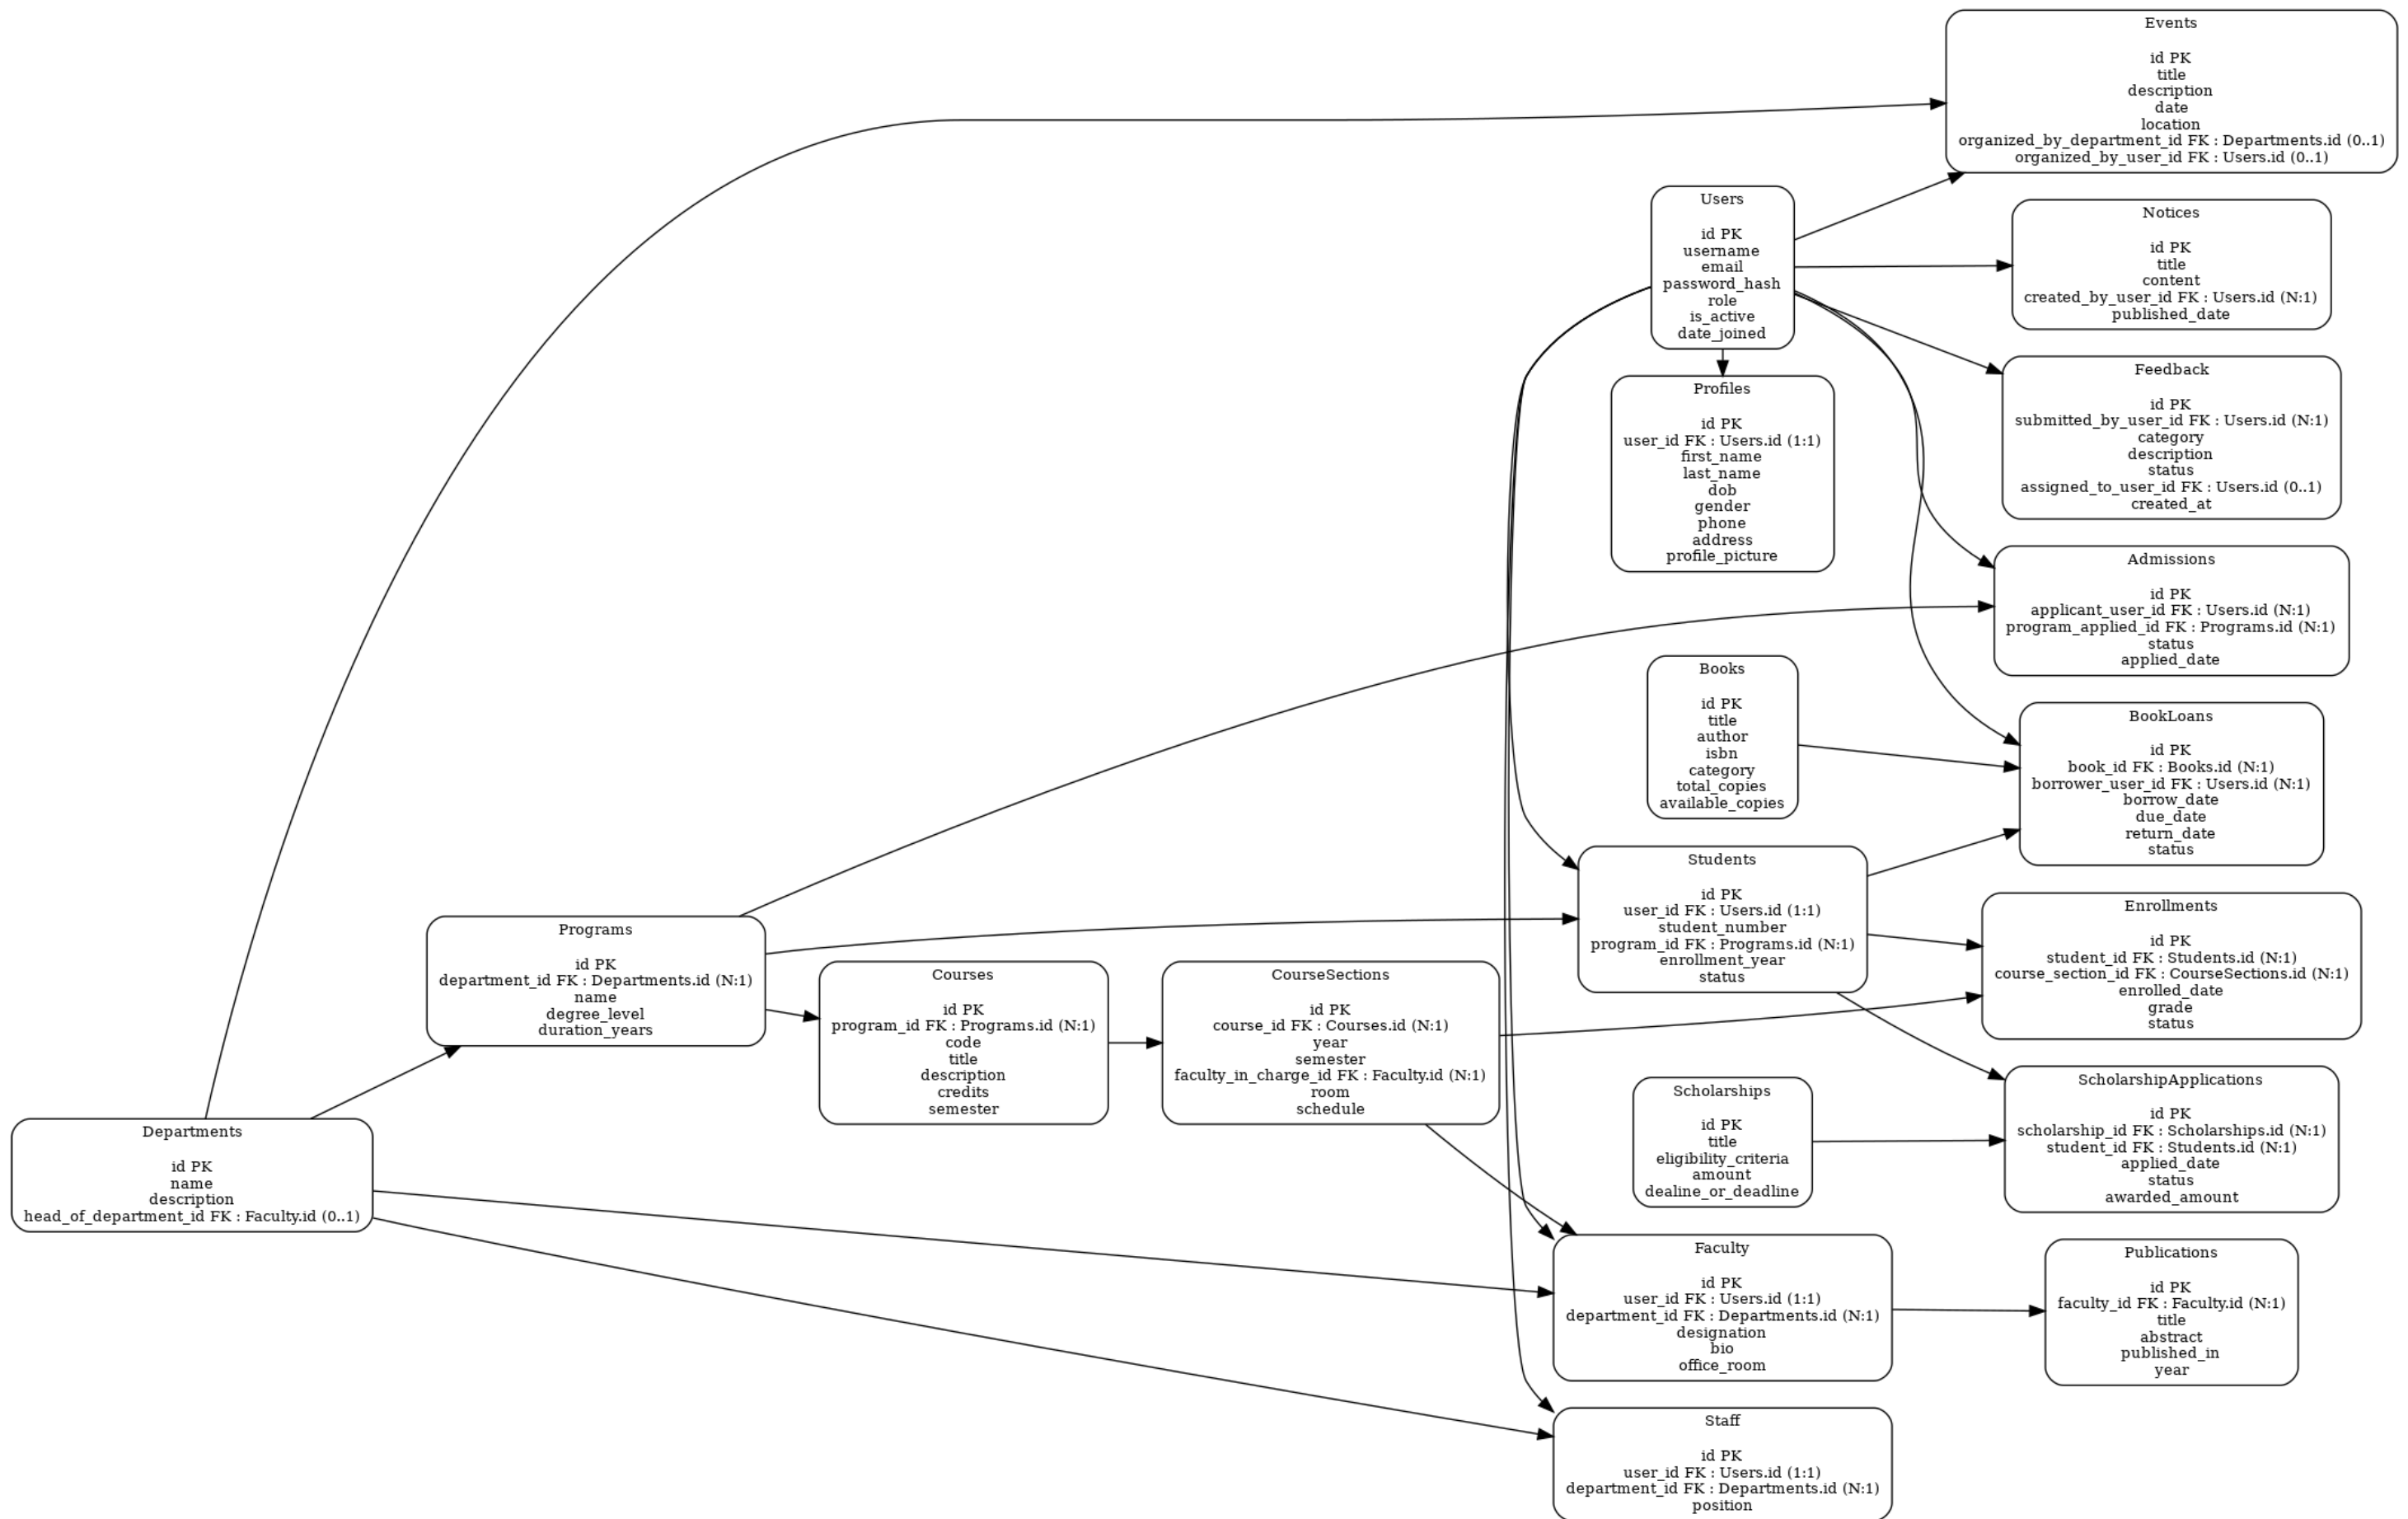 Events
id PK
title
description
date
location
organized_by_department_id FK : Departments.id (0..1)
organized_by_user_id FK : Users.id (0..1)
Users
id PK
username
email
password_hash
role
is_active
date_joined
Notices
id PK
title
content
created_by_user_id FK : Users.id (N:1)
published_date
Profiles
id PK
user_id FK : Users.id (1:1)
first_name
last_name
dob
gender
phone
address
profile_picture
Feedback
id PK
submitted_by_user_id FK : Users.id (N:1)
category
description
status
assigned_to_user_id FK : Users.id (0..1)
created_at
Admissions
id PK
applicant_user_id FK : Users.id (N:1)
program_applied_id FK : Programs.id (N:1)
status
applied_date
Books
id PK
title
author
isbn
category
total_copies
available_copies
BookLoans
id PK
book_id FK : Books.id (N:1)
borrower_user_id FK : Users.id (N:1)
borrow_date
due_date
return_date
status
Students
id PK
user_id FK : Users.id (1:1)
student_number
program_id FK : Programs.id (N:1)
enrollment_year
status
Enrollments
id PK
student_id FK : Students.id (N:1)
course_section_id FK : CourseSections.id (N:1)
enrolled_date
grade
status
Programs
id PK
department_id FK : Departments.id (N:1)
name
degree_level
duration_years
Courses
id PK
program_id FK : Programs.id (N:1)
code
title
description
credits
semester
CourseSections
id PK
course_id FK : Courses.id (N:1)
year
semester
faculty_in_charge_id FK : Faculty.id (N:1)
room
schedule
Scholarships
id PK
title
eligibility_criteria
amount
dealine_or_deadline
ScholarshipApplications
id PK
scholarship_id FK : Scholarships.id (N:1)
student_id FK : Students.id (N:1)
applied_date
status
awarded_amount
Departments
id PK
name
description
head_of_department_id FK : Faculty.id (0..1)
Faculty
id PK
user_id FK : Users.id (1:1)
department_id FK : Departments.id (N:1)
designation
bio
office_room
Publications
id PK
faculty_id FK : Faculty.id (N:1)
title
abstract
published_in
year
Staff
id PK
user_id FK : Users.id (1:1)
department_id FK : Departments.id (N:1)
position